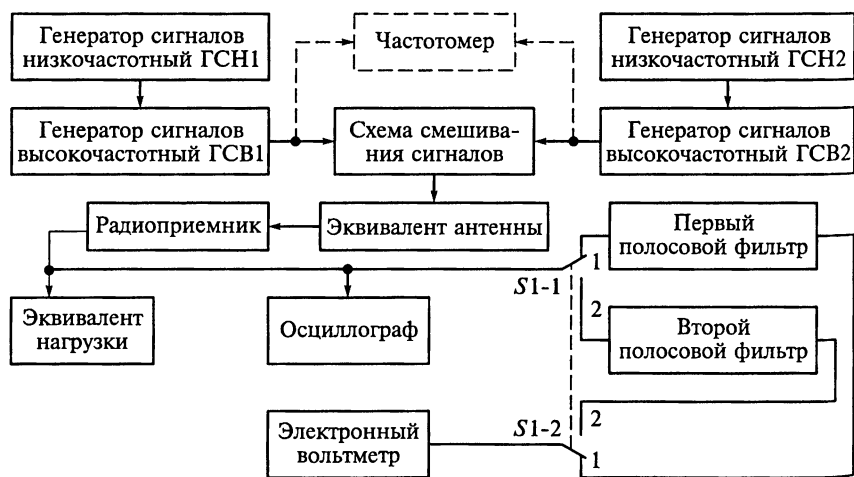 Генератор сигналов
низкочастотный ГСН1
Частотомер
Генератор сигналов
низкочастотный ГСН2
Генератор сигналов
высокочастотный ГСВ1
Схема смешива-
ния сигналов
Генератор сигналов
высокочастотный ГСВ2
Радиоприемник
Эквивалент антенны
Первый
полосовой фильтр
1
S1-1
2
Эквивалент
нагрузки
Осциллограф
Второй
полосовой фильтр
Электронный
вольтметр
S1-2
2
1